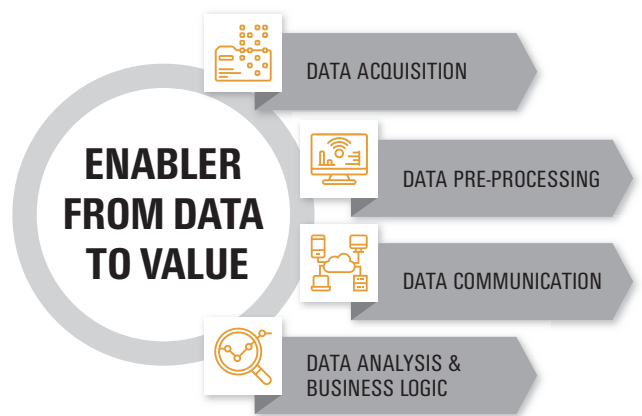 ENABLER
FROM DATA
TO VALUE
DATA ACQUISITION
DATA PRE-PROCESSING
DATA COMMUNICATION
DATA ANALYSIS &
BUSINESS LOGIC